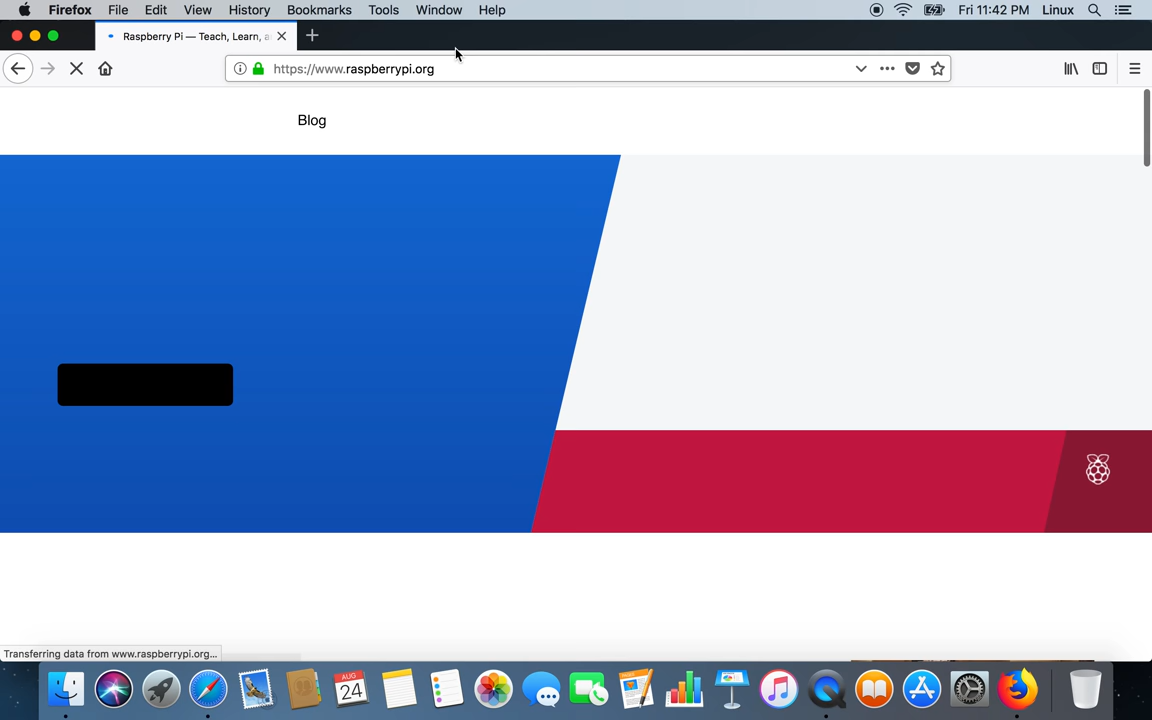 Firefox File Edit View History Bookmarks Tools Window Help Fri 11:42 PM Linux
Raspberry Pi — Teach, Learn, a
https://www.raspberrypi.org
Blog
Transferring data from www.raspberrypi.org...
AUG
24